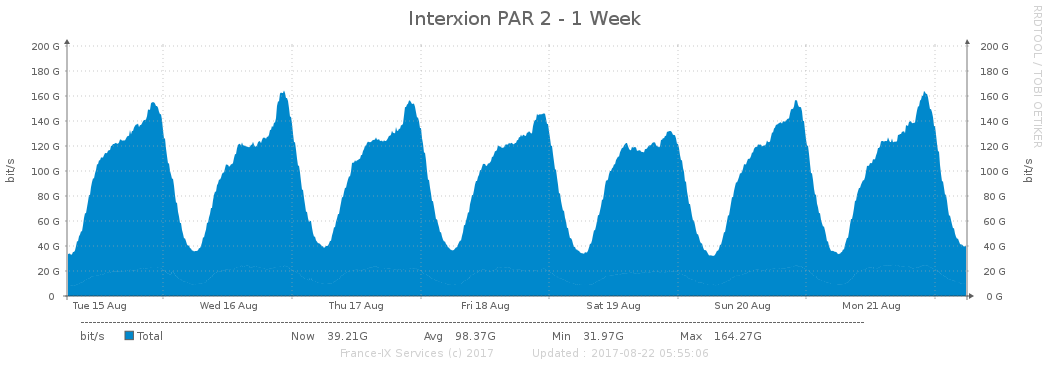 Interxion PAR 2 - 1 Week
RRDTOOL / TOBI OETIKER
200 G 200 G
180 G 180 G
160 G 160 G
140 G 140 G
120 G 120 G
100 G 100 G
80 G 80 G
60 G 60 G
40 G 40 G
20 G 20 G
0 0 G
bit/s bit/s
Tue 15 Aug Wed 16 Aug Thu 17 Aug Fri 18 Aug Sat 19 Aug Sun 20 Aug Mon 21 Aug
bit/s Total Now 39.21G Avg 98.37G Min 31.97G Max 164.27G
France-IX Services (c) 2017 Updated : 2017-08-22 05:55:06